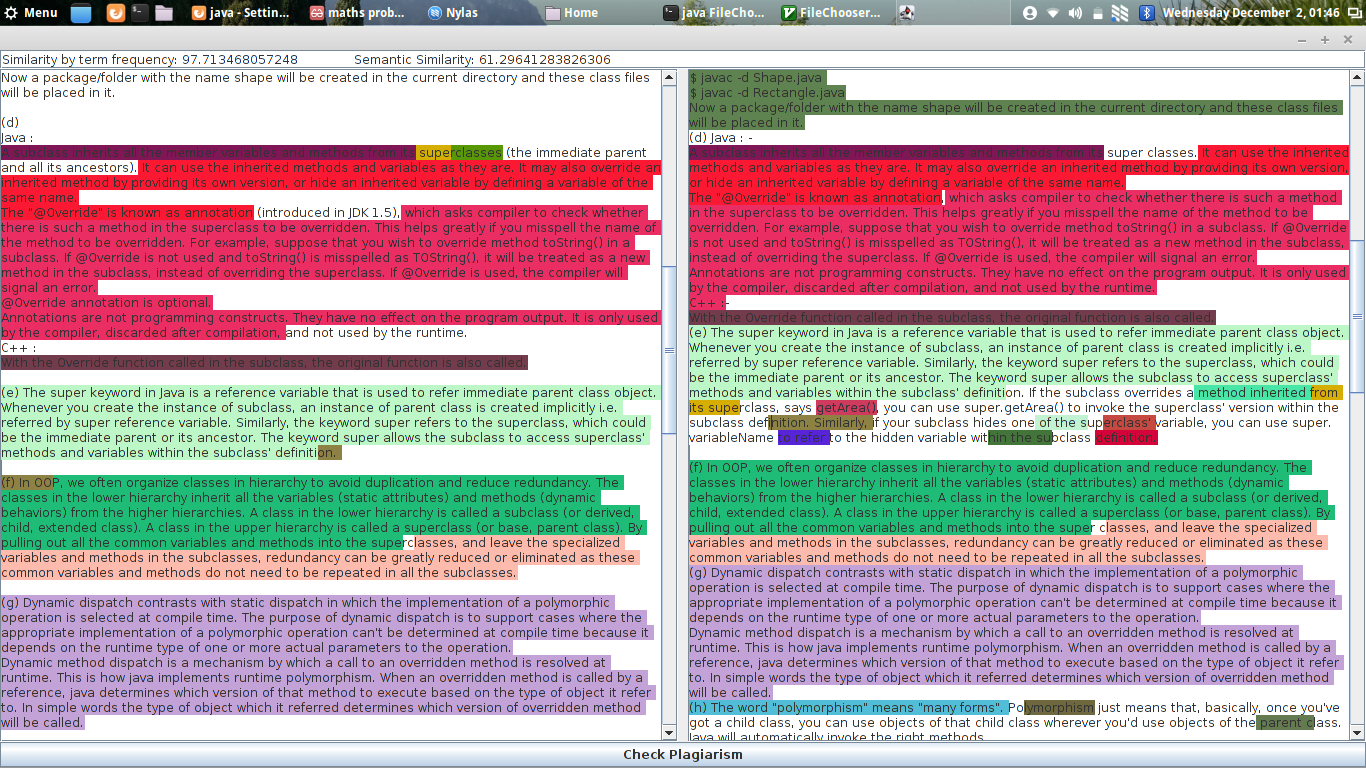 Menu java - Settin... maths prob... Nylas Home java FileCho... FileChooser... Wednesday December 2, 01:46
Similarity by term frequency: 97.713468057248 Semantic Similarity: 61.29641283826306
Now a package/folder with the name shape will be created in the current directory and these class files
will be placed in it.
(d)
Java :
A subclass inherits all the member variables and methods from its superclasses (the immediate parent
and all its ancestors). It can use the inherited methods and variables as they are. It may also override an
inherited method by providing its own version, or hide an inherited variable by defining a variable of the
same name.
The "@Override" is known as annotation (introduced in JDK 1.5), which asks compiler to check whether
there is such a method in the superclass to be overridden. This helps greatly if you misspell the name of
the method to be overridden. For example, suppose that you wish to override method toString() in a
subclass. If @Override is not used and toString() is misspelled as TOString(), it will be treated as a new
method in the subclass, instead of overriding the superclass. If @Override is used, the compiler will
signal an error.
@Override annotation is optional.
Annotations are not programming constructs. They have no effect on the program output. It is only used
by the compiler, discarded after compilation, and not used by the runtime.
C++ :
With the Override function called in the subclass, the original function is also called.
(e) The super keyword in Java is a reference variable that is used to refer immediate parent class object.
Whenever you create the instance of subclass, an instance of parent class is created implicitly i.e.
referred by super reference variable. Similarly, the keyword super refers to the superclass, which could
be the immediate parent or its ancestor. The keyword super allows the subclass to access superclass'
methods and variables within the subclass' definition.
(f) In OOP, we often organize classes in hierarchy to avoid duplication and reduce redundancy. The
classes in the lower hierarchy inherit all the variables (static attributes) and methods (dynamic
behaviors) from the higher hierarchies. A class in the lower hierarchy is called a subclass (or derived,
child, extended class). A class in the upper hierarchy is called a superclass (or base, parent class). By
pulling out all the common variables and methods into the superclasses, and leave the specialized
variables and methods in the subclasses, redundancy can be greatly reduced or eliminated as these
common variables and methods do not need to be repeated in all the subclasses.
(g) Dynamic dispatch contrasts with static dispatch in which the implementation of a polymorphic
operation is selected at compile time. The purpose of dynamic dispatch is to support cases where the
appropriate implementation of a polymorphic operation can't be determined at compile time because it
depends on the runtime type of one or more actual parameters to the operation.
Dynamic method dispatch is a mechanism by which a call to an overridden method is resolved at
runtime. This is how java implements runtime polymorphism. When an overridden method is called by a
reference, java determines which version of that method to execute based on the type of object it refer
to. In simple words the type of object which it referred determines which version of overridden method
will be called.
$ javac -d Shape.java
$ javac -d Rectangle.java
Now a package/folder with the name shape will be created in the current directory and these class files
will be placed in it.
(d) Java : -
A subclass inherits all the member variables and methods from its super classes. It can use the inherited
methods and variables as they are. It may also override an inherited method by providing its own version,
or hide an inherited variable by defining a variable of the same name.
The "@Override" is known as annotation, which asks compiler to check whether there is such a method
in the superclass to be overridden. This helps greatly if you misspell the name of the method to be
overridden. For example, suppose that you wish to override method toString() in a subclass. If @Override
is not used and toString() is misspelled as TOString(), it will be treated as a new method in the subclass,
instead of overriding the superclass. If @Override is used, the compiler will signal an error.
Annotations are not programming constructs. They have no effect on the program output. It is only used
by the compiler, discarded after compilation, and not used by the runtime.
C++ :-
With the Override function called in the subclass, the original function is also called.
(e) The super keyword in Java is a reference variable that is used to refer immediate parent class object.
Whenever you create the instance of subclass, an instance of parent class is created implicitly i.e.
referred by super reference variable. Similarly, the keyword super refers to the superclass, which could
be the immediate parent or its ancestor. The keyword super allows the subclass to access superclass'
methods and variables within the subclass' definition. If the subclass overrides a method inherited from
its superclass, says getArea(), you can use super.getArea() to invoke the superclass' version within the
subclass definition. Similarly, if your subclass hides one of the superclass' variable, you can use super.
variableName to refer to the hidden variable within the subclass definition.
(f) In OOP, we often organize classes in hierarchy to avoid duplication and reduce redundancy. The
classes in the lower hierarchy inherit all the variables (static attributes) and methods (dynamic
behaviors) from the higher hierarchies. A class in the lower hierarchy is called a subclass (or derived,
child, extended class). A class in the upper hierarchy is called a superclass (or base, parent class). By
pulling out all the common variables and methods into the super classes, and leave the specialized
variables and methods in the subclasses, redundancy can be greatly reduced or eliminated as these
common variables and methods do not need to be repeated in all the subclasses.
(g) Dynamic dispatch contrasts with static dispatch in which the implementation of a polymorphic
operation is selected at compile time. The purpose of dynamic dispatch is to support cases where the
appropriate implementation of a polymorphic operation can't be determined at compile time because it
depends on the runtime type of one or more actual parameters to the operation.
Dynamic method dispatch is a mechanism by which a call to an overridden method is resolved at
runtime. This is how java implements runtime polymorphism. When an overridden method is called by a
reference, java determines which version of that method to execute based on the type of object it refer
to. In simple words the type of object which it referred determines which version of overridden method
will be called.
(h) The word "polymorphism" means "many forms". Polymorphism just means that, basically, once you've
got a child class, you can use objects of that child class wherever you'd use objects of the parent class.
Java will automatically invoke the right methods.
Check Plagiarism